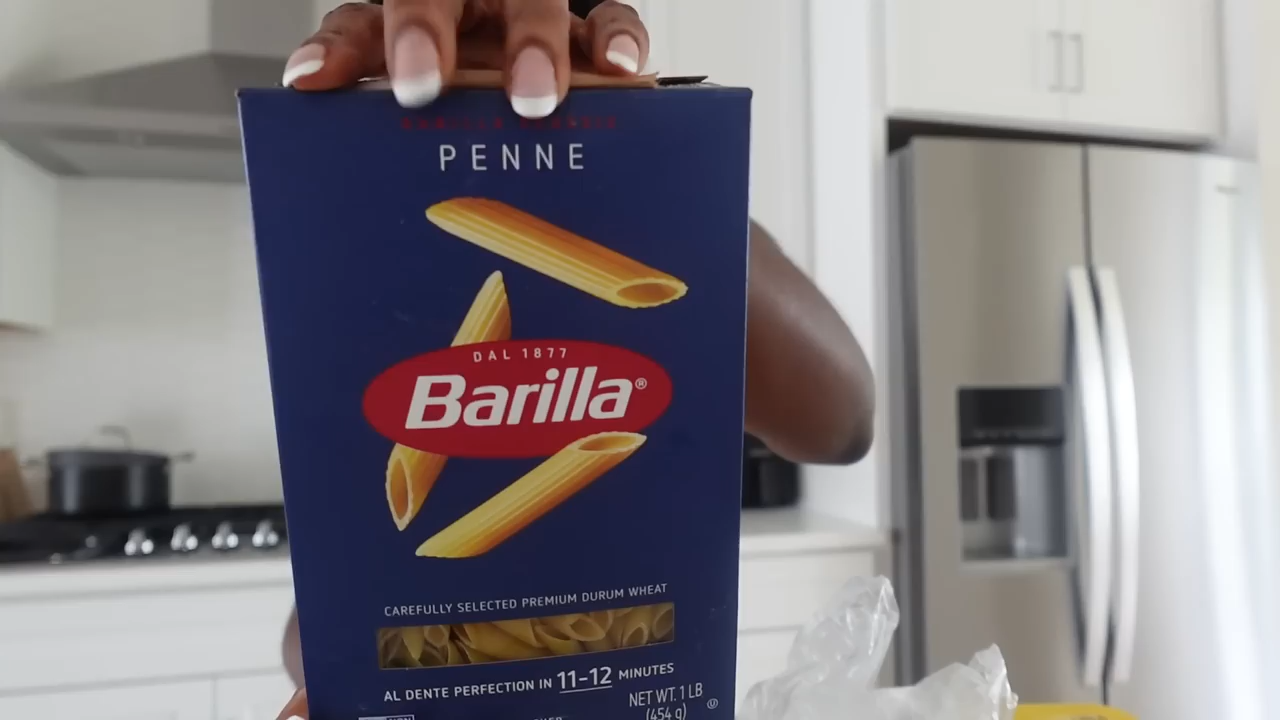 PENNE
DAL 1877
Barilla®
CAREFULLY SELECTED PREMIUM DURUM WHEAT
AL DENTE PERFECTION IN 11-12 MINUTES
NET WT. 1 LB
(454 g)